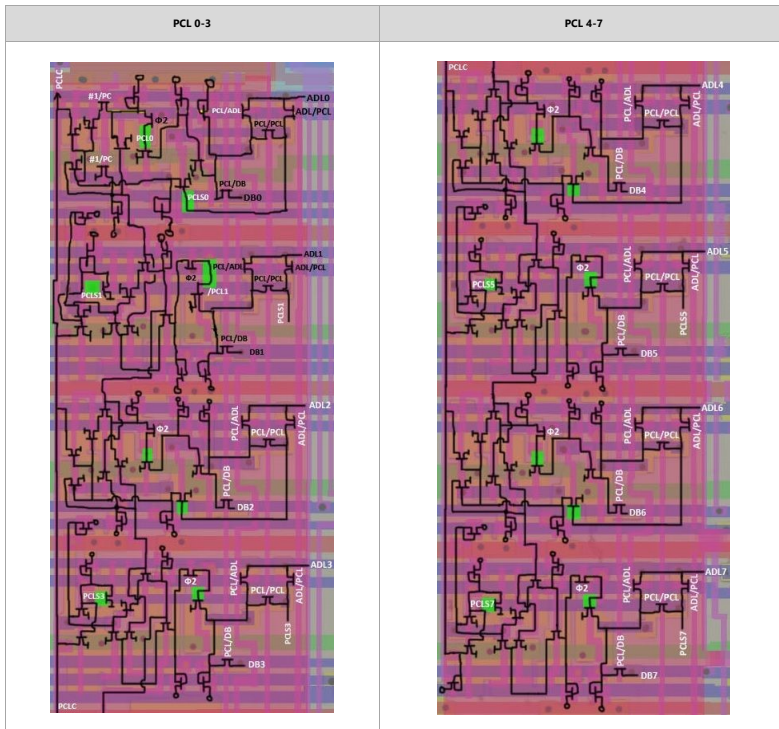 PCL 0-3
PCL 4-7
PCLC
#1/PC
ADL0
PCL/ADL
ADL/PCL
Φ2
PCL0
PCL/PCL
#1/PC
PCL/DB
PCLS0
DB0
ADL1
PCL/ADL
ADL/PCL
Φ2
PCL/PCL
PCLS1
/PCL1
PCLS1
PCL/DB
DB1
ADL2
PCL/ADL
ADL/PCL
Φ2
PCL/PCL
PCL/DB
DB2
ADL3
Φ2
PCL/ADL
ADL/PCL
PCLS3
PCL/PCL
PCLS3
PCL/DB
DB3
PCLC
PCLC
ADL4
PCL/ADL
ADL/PCL
Φ2
PCL/PCL
PCL/DB
DB4
ADL5
PCL/ADL
ADL/PCL
Φ2
PCLS5
PCL/PCL
PCLS5
PCL/DB
DB5
ADL6
PCL/ADL
ADL/PCL
Φ2
PCL/PCL
PCL/DB
DB6
ADL7
PCL/ADL
ADL/PCL
Φ2
PCLS7
PCL/PCL
PCLS7
PCL/DB
DB7